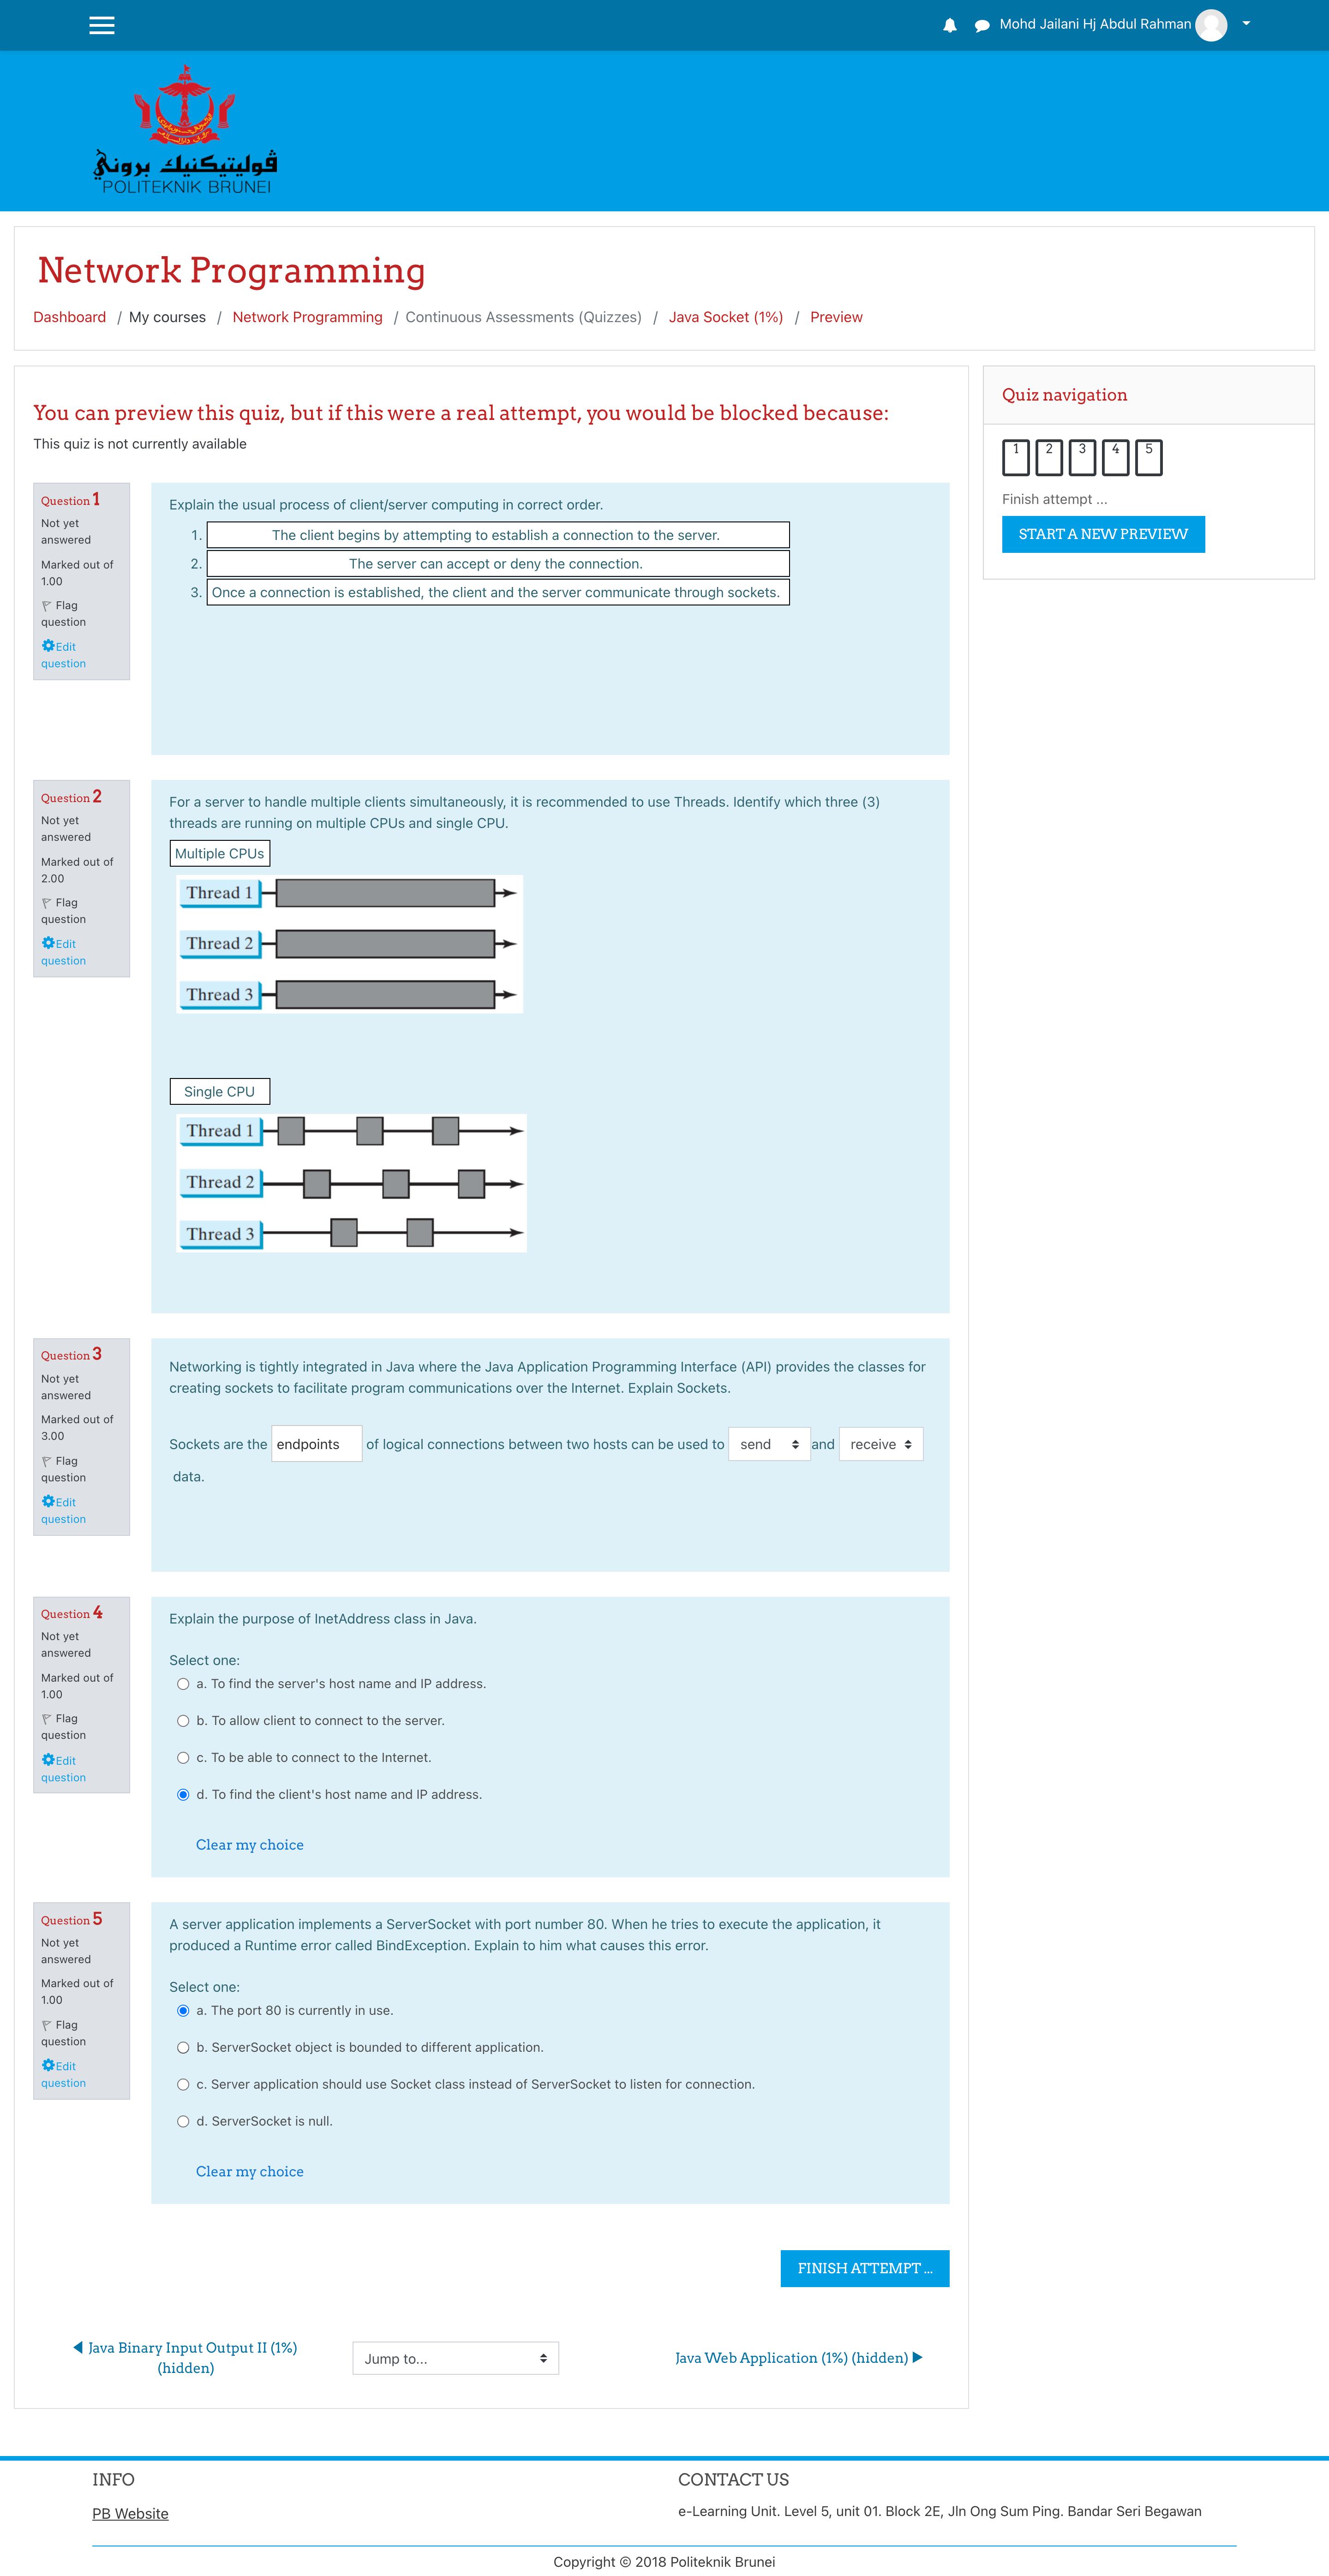 Mohd Jailani Hj Abdul Rahman
ڤوليتيكنيك بروني
POLITEKNIK BRUNEI
Network Programming
Dashboard / My courses / Network Programming / Continuous Assessments (Quizzes) / Java Socket (1%) / Preview
You can preview this quiz, but if this were a real attempt, you would be blocked because:
This quiz is not currently available
Quiz navigation
1 2 3 4 5
Finish attempt ...
START A NEW PREVIEW
Question 1
Not yet
answered
Marked out of
1.00
Flag
question
Edit
question
Explain the usual process of client/server computing in correct order.
1. The client begins by attempting to establish a connection to the server.
2. The server can accept or deny the connection.
3. Once a connection is established, the client and the server communicate through sockets.
Question 2
Not yet
answered
Marked out of
2.00
Flag
question
Edit
question
For a server to handle multiple clients simultaneously, it is recommended to use Threads. Identify which three (3)
threads are running on multiple CPUs and single CPU.
Multiple CPUs
Thread 1
Thread 2
Thread 3
Single CPU
Thread 1
Thread 2
Thread 3
Question 3
Not yet
answered
Marked out of
3.00
Flag
question
Edit
question
Networking is tightly integrated in Java where the Java Application Programming Interface (API) provides the classes for
creating sockets to facilitate program communications over the Internet. Explain Sockets.
Sockets are the endpoints of logical connections between two hosts can be used to send and receive
data.
Question 4
Not yet
answered
Marked out of
1.00
Flag
question
Edit
question
Explain the purpose of InetAddress class in Java.
Select one:
a. To find the server's host name and IP address.
b. To allow client to connect to the server.
c. To be able to connect to the Internet.
d. To find the client's host name and IP address.
Clear my choice
Question 5
Not yet
answered
Marked out of
1.00
Flag
question
Edit
question
A server application implements a ServerSocket with port number 80. When he tries to execute the application, it
produced a Runtime error called BindException. Explain to him what causes this error.
Select one:
a. The port 80 is currently in use.
b. ServerSocket object is bounded to different application.
c. Server application should use Socket class instead of ServerSocket to listen for connection.
d. ServerSocket is null.
Clear my choice
FINISH ATTEMPT ...
◀ Java Binary Input Output II (1%)
(hidden)
Jump to...
Java Web Application (1%) (hidden) ▶
INFO
PB Website
CONTACT US
e-Learning Unit. Level 5, unit 01. Block 2E, Jln Ong Sum Ping. Bandar Seri Begawan
Copyright © 2018 Politeknik Brunei